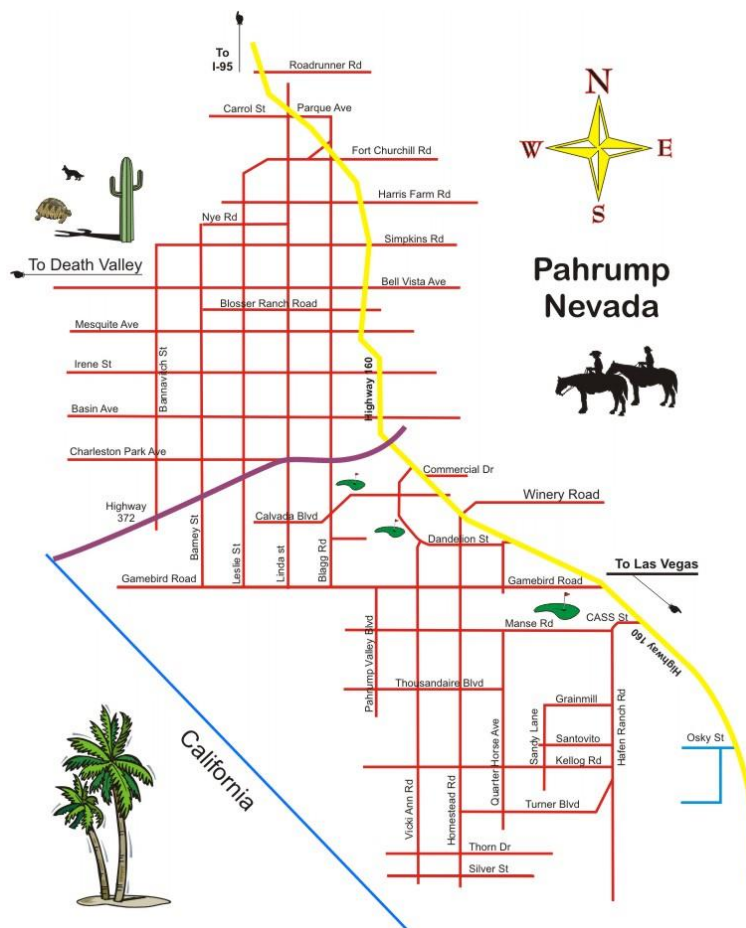 To
I-95
Roadrunner Rd
Carrol St
Parque Ave
Fort Churchill Rd
Harris Farm Rd
Nye Rd
Simpkins Rd
To Death Valley
Bell Vista Ave
Blosser Ranch Road
Mesquite Ave
Irene St
Bannavitch St
Highway 160
Basin Ave
Charleston Park Ave
N
W
E
S
Pahrump
Nevada
Commercial Dr
Winery Road
Highway
372
Calvada Blvd
Barney St
Leslie St
Linda st
Blagg Rd
Dandelion St
To Las Vegas
Gamebird Road
Gamebird Road
CASS St
Manse Rd
Highway 160
Pahrump Valley Blvd
Thousandaire Blvd
Grainmill
Santovito
Sandy Lane
Hafen Ranch Rd
Osky St
Kellog Rd
Quarter Horse Ave
Turner Blvd
Vicki Ann Rd
Homestead Rd
Thorn Dr
Silver St
California